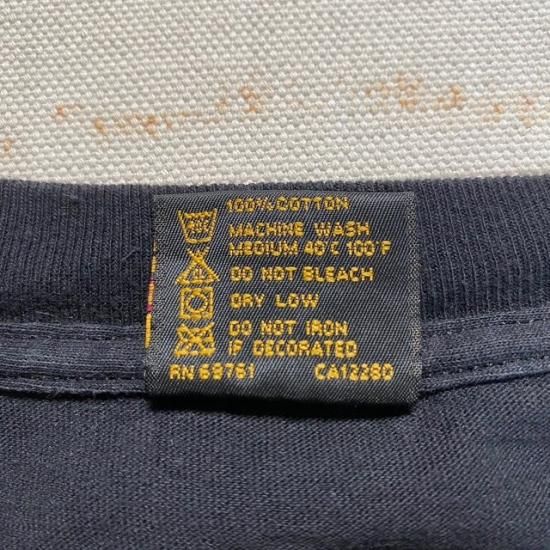 100% COTTON
MACHINE WASH
MEDIUM 40°C 100°F
DO NOT BLEACH
DRY LOW
DO NOT IRON
IF DECORATED
RN 69761 CA12280